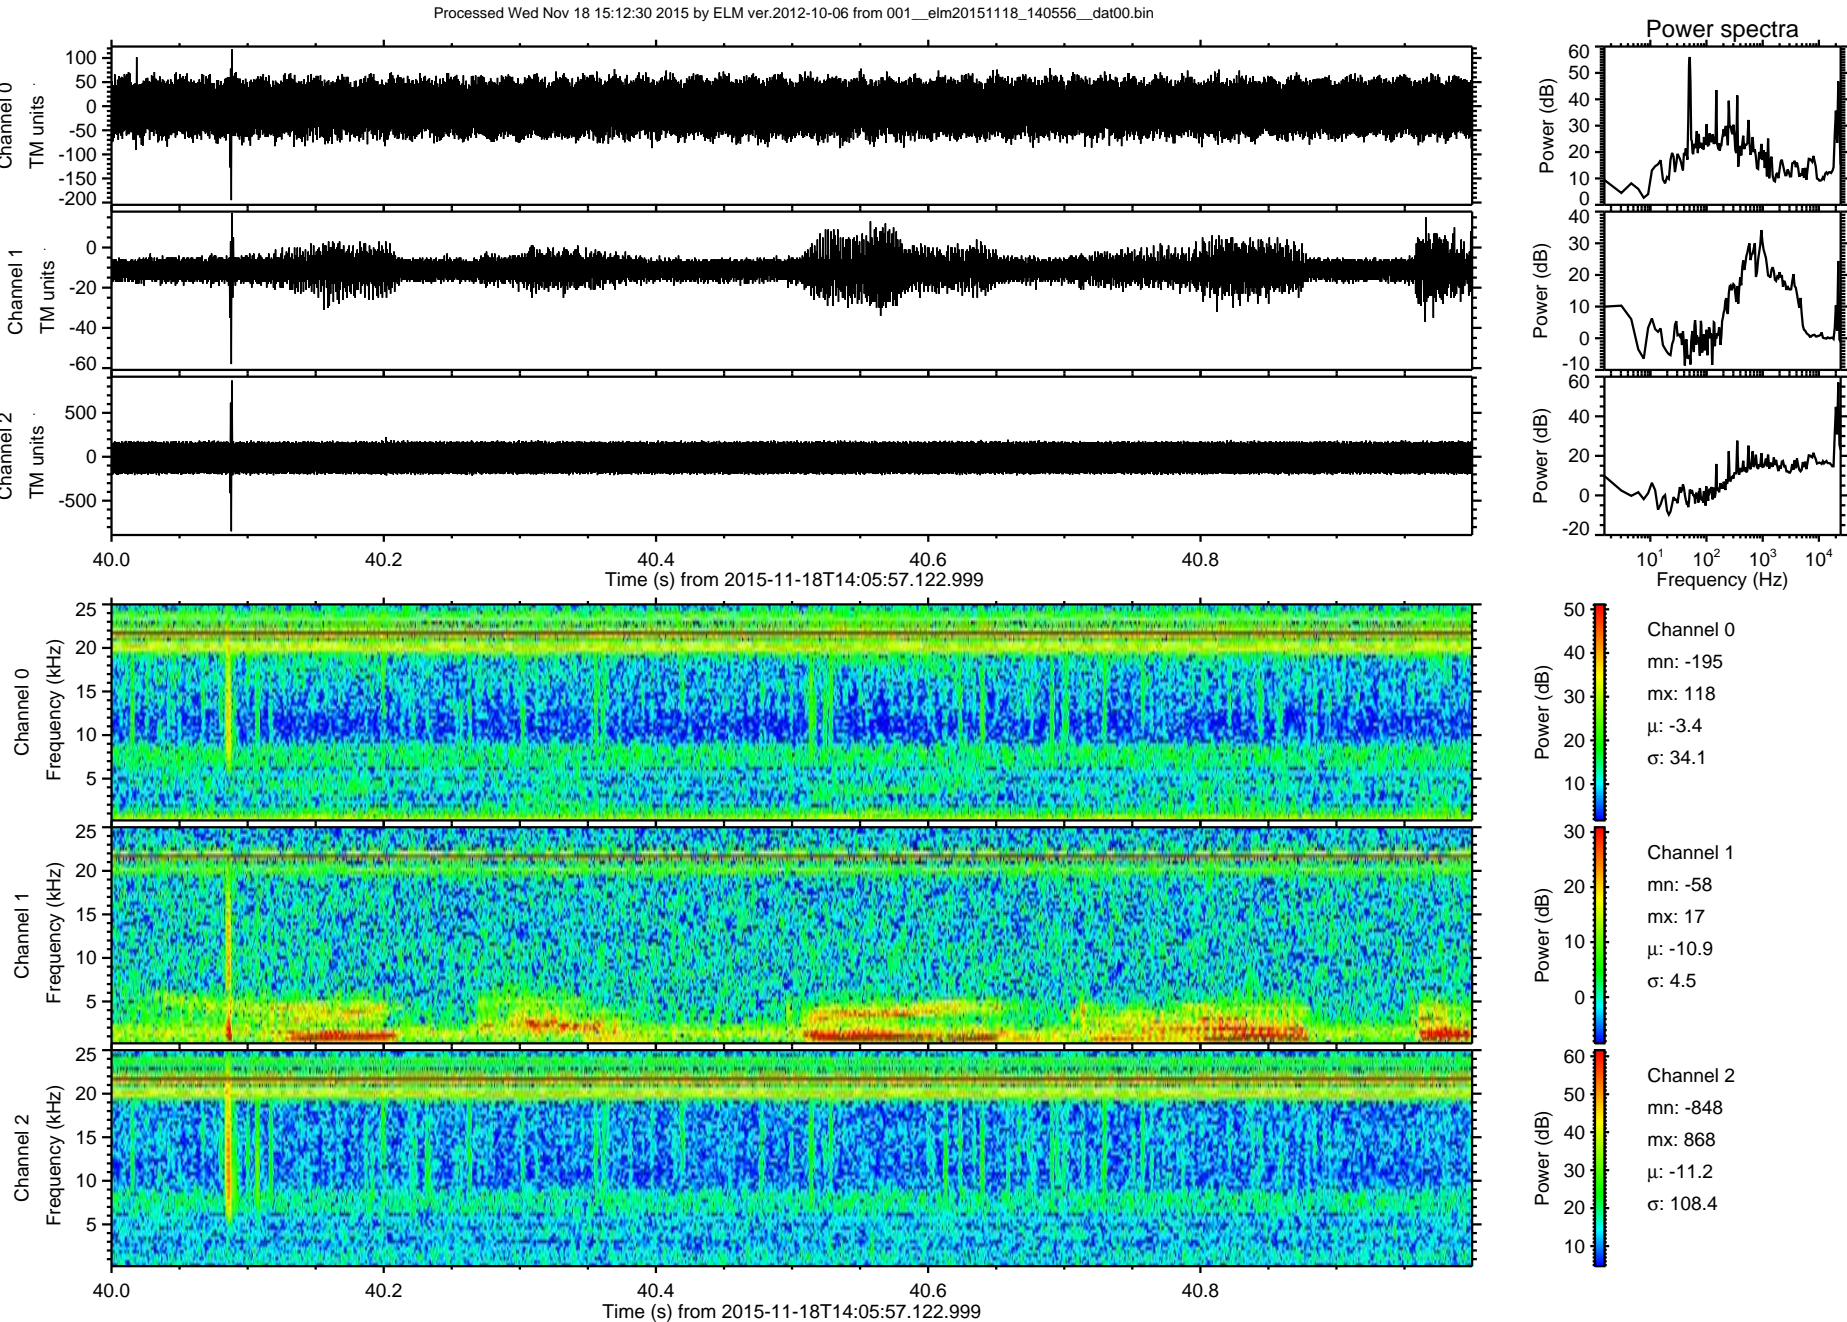 Processed Wed Nov 18 15:12:30 2015 by ELM ver.2012-10-06 from 001__elm20151118_140556__dat00.bin
Power spectra
Channel 0
TM units
100
50
0
-50
-100
-150
-200
Power (dB)
60
50
40
30
20
10
0
Channel 1
TM units
0
-20
-40
-60
Power (dB)
40
30
20
10
0
-10
Channel 2
TM units
500
0
-500
Power (dB)
60
40
20
0
-20
40.0 40.2 40.4 40.6 40.8
Time (s) from 2015-11-18T14:05:57.122.999
10^1 10^2 10^3 10^4
Frequency (Hz)
Channel 0
Frequency (kHz)
25
20
15
10
5
Power (dB)
50
40
30
20
10
Channel 0
mn: -195
mx: 118
μ: -3.4
σ: 34.1
Channel 1
Frequency (kHz)
25
20
15
10
5
Power (dB)
30
20
10
0
Channel 1
mn: -58
mx: 17
μ: -10.9
σ: 4.5
Channel 2
Frequency (kHz)
25
20
15
10
5
Power (dB)
60
50
40
30
20
10
Channel 2
mn: -848
mx: 868
μ: -11.2
σ: 108.4
40.0 40.2 40.4 40.6 40.8
Time (s) from 2015-11-18T14:05:57.122.999